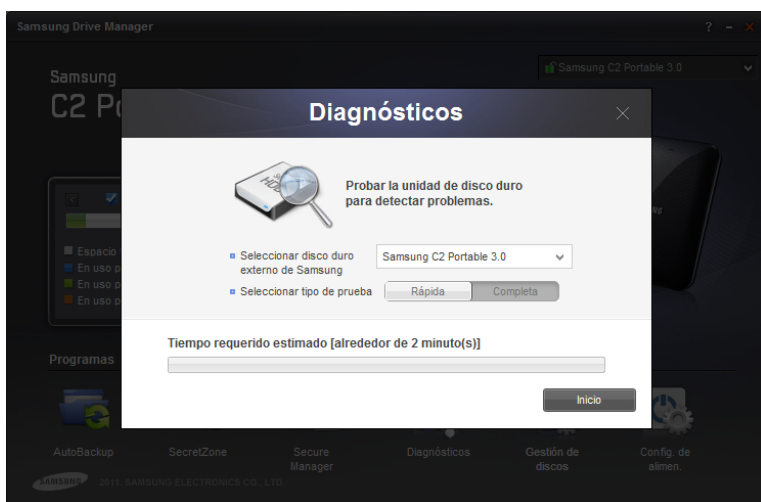 Samsung Drive Manager
Samsung C2 Portable 3.0
Samsung
C2
Diagnósticos
HDD
Probar la unidad de disco duro
para detectar problemas.
Espacio
En uso
En uso
En uso
Seleccionar disco duro
externo de Samsung
Samsung C2 Portable 3.0
Seleccionar tipo de prueba
Rápida
Completa
Tiempo requerido estimado [alrededor de 2 minuto(s)]
Inicio
Programas
AutoBackup
SecretZone
Secure
Manager
Diagnósticos
Gestión de
discos
Config. de
alimen.
SAMSUNG
SAMSUNG ELECTRONICS CO., LTD.